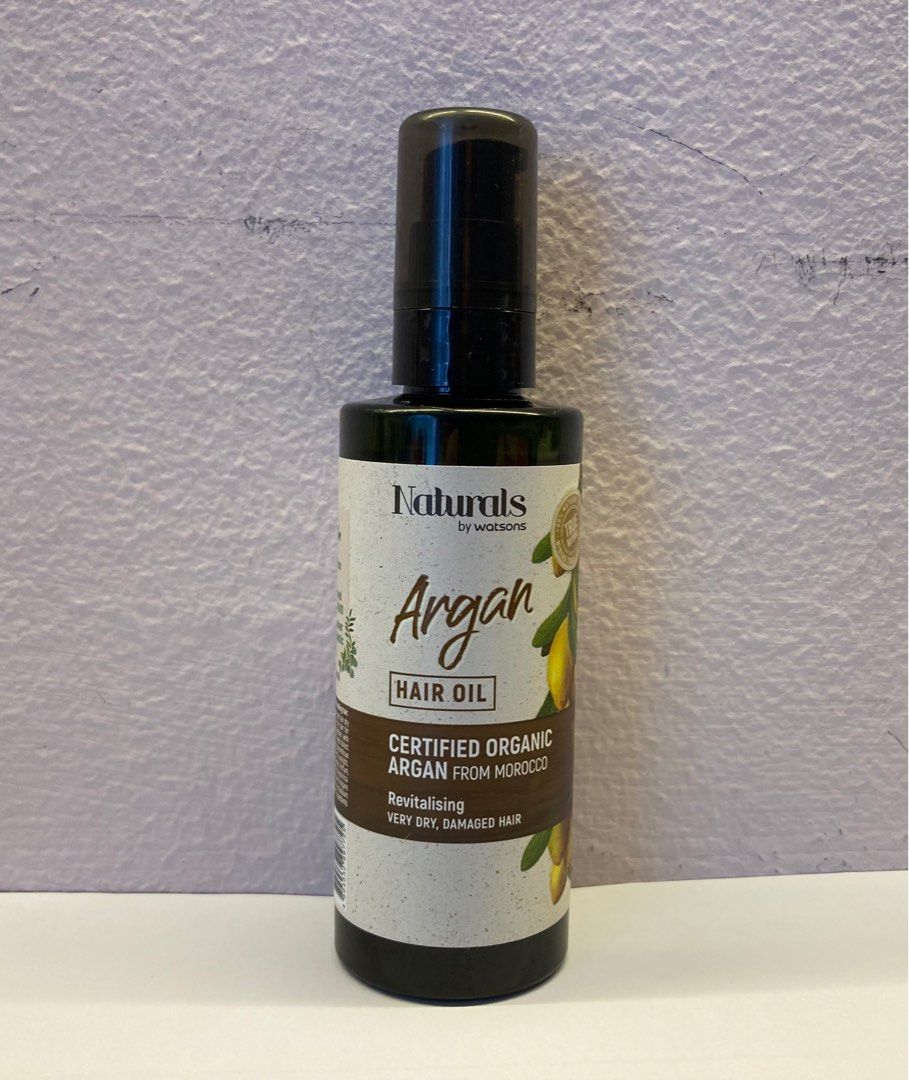 Naturals
by watsons
Argan
HAIR OIL
CERTIFIED ORGANIC
ARGAN FROM MOROCCO
Revitalising
VERY DRY, DAMAGED HAIR